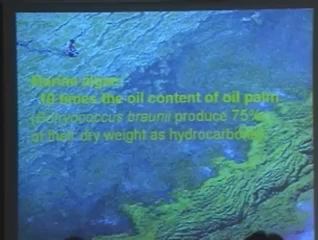 Marine algae:
10 times the oil content of oil palm
(Botryococcus braunii produce 75%
of their dry weight as hydrocarbons)